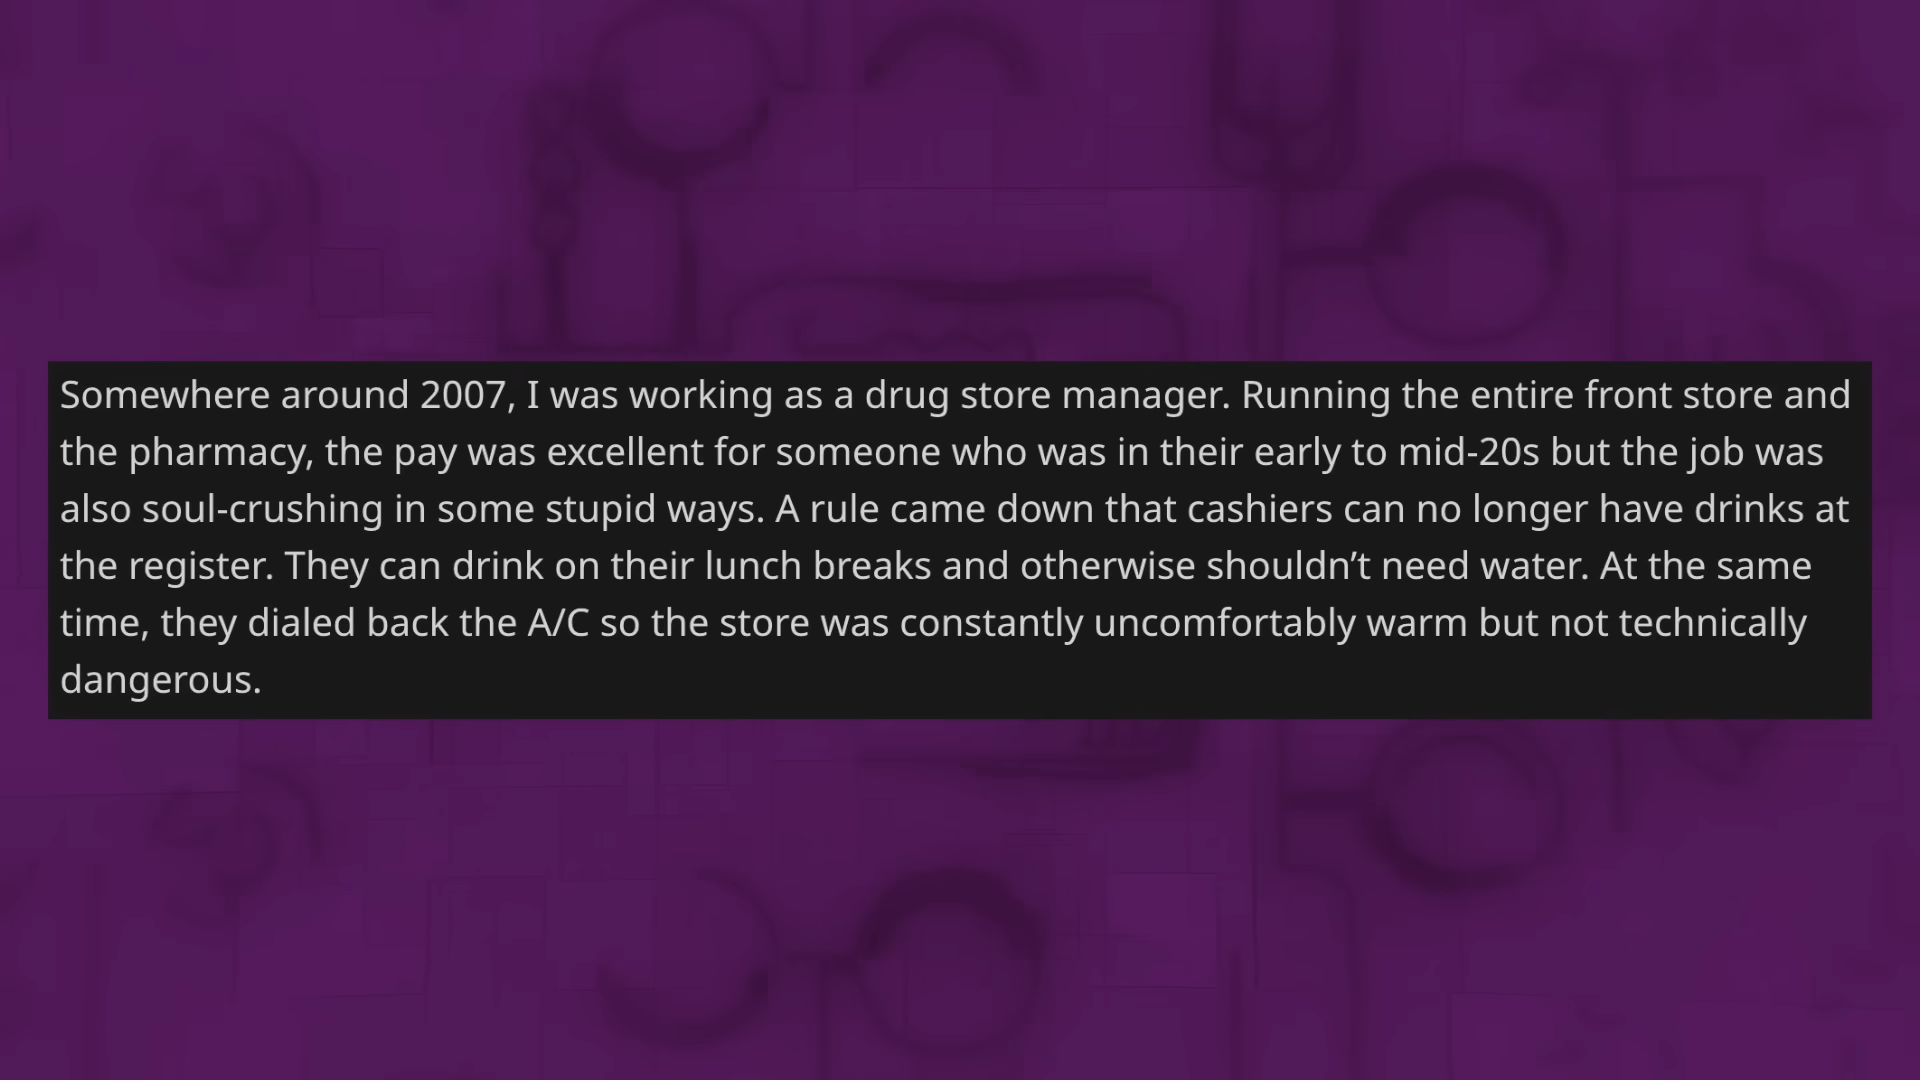 Somewhere around 2007, I was working as a drug store manager. Running the entire front store and
the pharmacy, the pay was excellent for someone who was in their early to mid-20s but the job was
also soul-crushing in some stupid ways. A rule came down that cashiers can no longer have drinks at
the register. They can drink on their lunch breaks and otherwise shouldn’t need water. At the same
time, they dialed back the A/C so the store was constantly uncomfortably warm but not technically
dangerous.